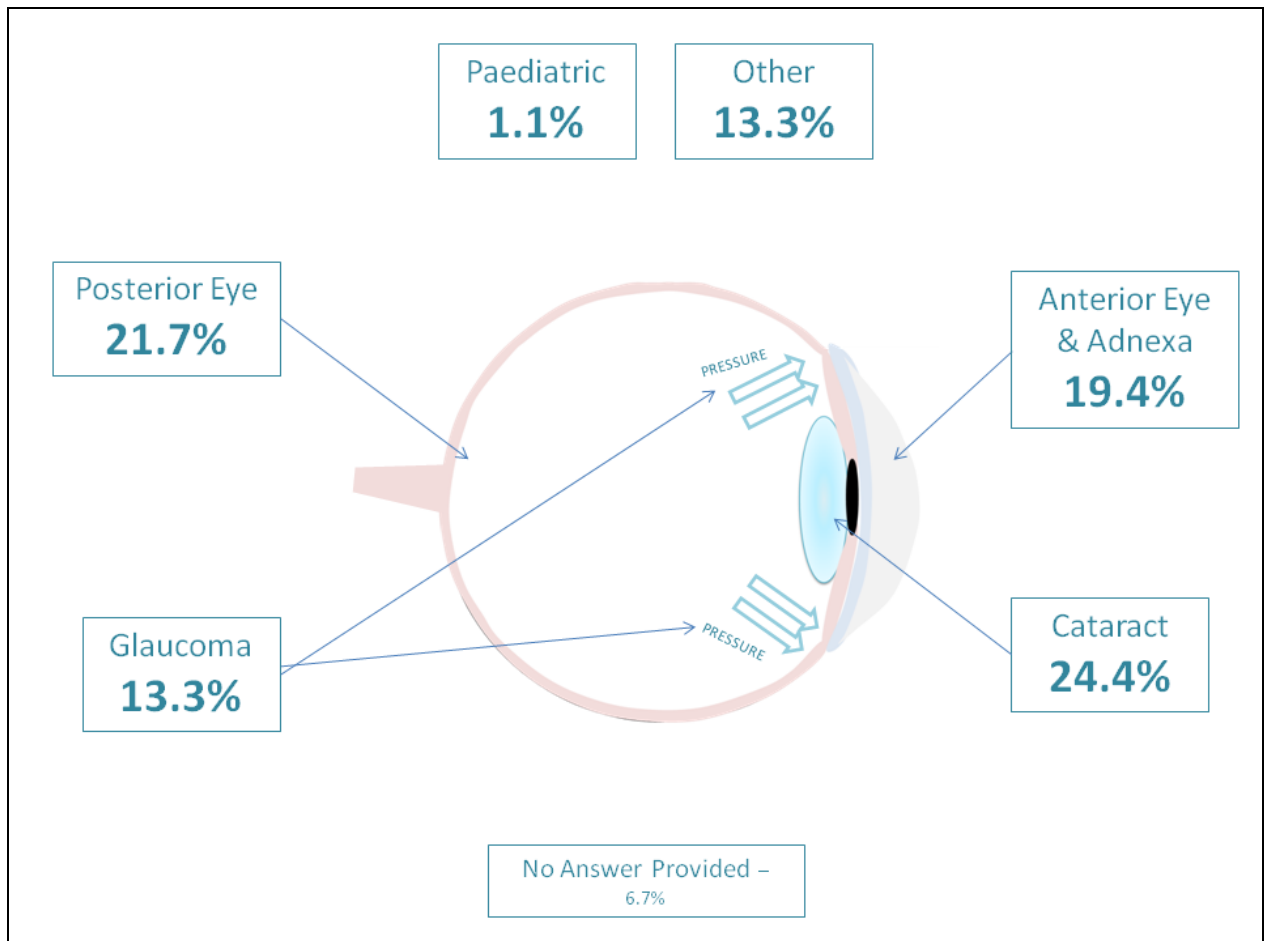 Paediatric
1.1%
Other
13.3%
Posterior Eye
21.7%
Anterior Eye
& Adnexa
19.4%
PRESSURE
PRESSURE
Glaucoma
13.3%
Cataract
24.4%
No Answer Provided –
6.7%